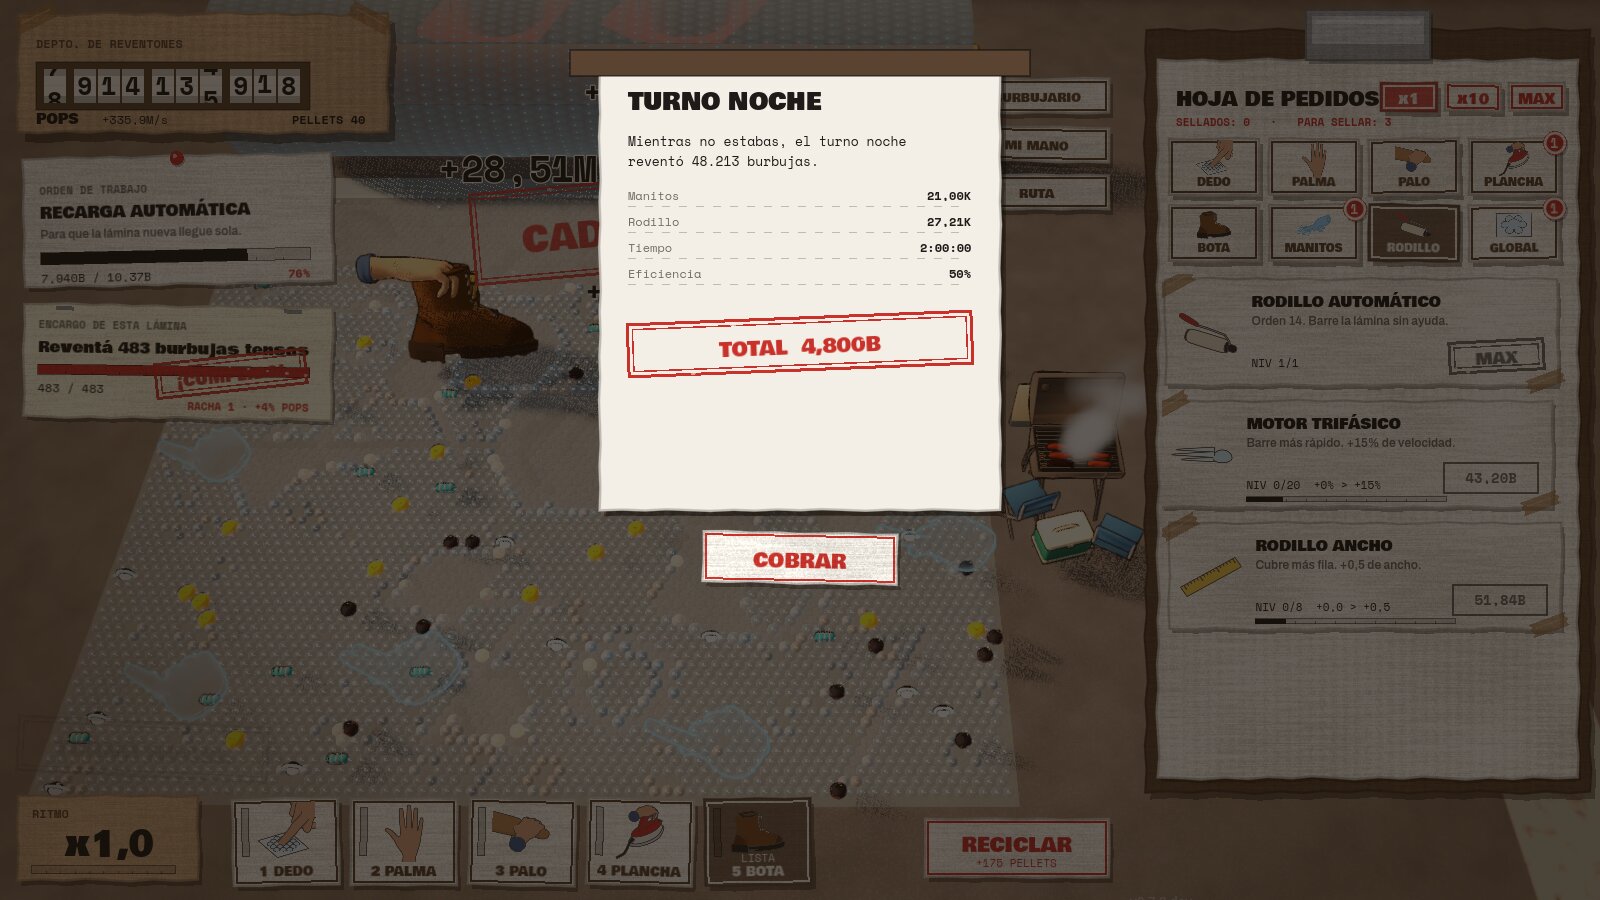 DEPTO. DE REVENTONES
914 13 918
POPS +335.9M/s PELLETS 40
ORDEN DE TRABAJO
RECARGA AUTOMÁTICA
Para que la lámina nueva llegue sola.
7.940B / 10.37B 76%
ENCARGO DE ESTA LÁMINA
Reventá 483 burbujas tensas
483 / 483
RACHA 1 · +4% POPS
+28,51M
CAD
TURNO NOCHE
Mientras no estabas, el turno noche
reventó 48.213 burbujas.
Manitos 21,00K
Rodillo 27,21K
Tiempo 2:00:00
Eficiencia 50%
TOTAL 4,800B
COBRAR
URBUJARIO
MI MANO
RUTA
HOJA DE PEDIDOS x1 x10 MAX
SELLADOS: 0 · PARA SELLAR: 3
DEDO PALMA PALO PLANCHA 1
BOTA MANITOS 1 RODILLO GLOBAL 1
RODILLO AUTOMÁTICO
Orden 14. Barre la lámina sin ayuda.
NIV 1/1 MAX
MOTOR TRIFÁSICO
Barre más rápido. +15% de velocidad.
NIV 0/20 +0% > +15% 43,20B
RODILLO ANCHO
Cubre más fila. +0,5 de ancho.
NIV 0/8 +0,0 > +0,5 51,84B
RITMO
x1,0
1 DEDO 2 PALMA 3 PALO 4 PLANCHA LISTA 5 BOTA
RECICLAR
+175 PELLETS